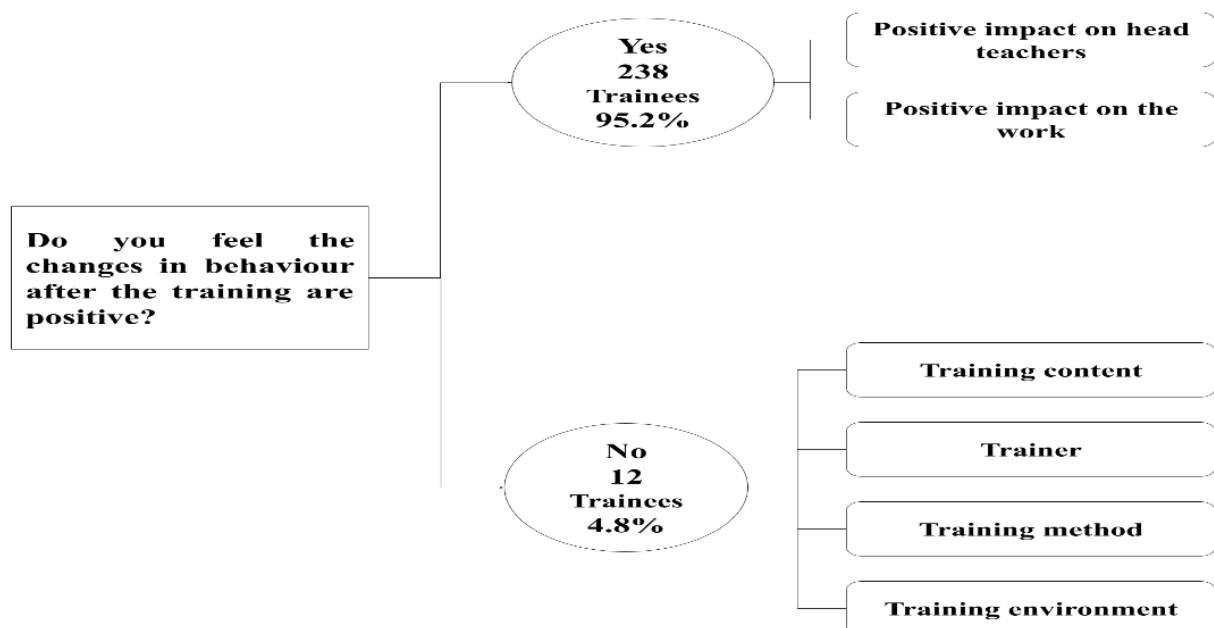 Do you feel the
changes in behaviour
after the training are
positive?
Yes
238
Trainees
95.2%
Positive impact on head
teachers
Positive impact on the
work
No
12
Trainees
4.8%
Training content
Trainer
Training method
Training environment